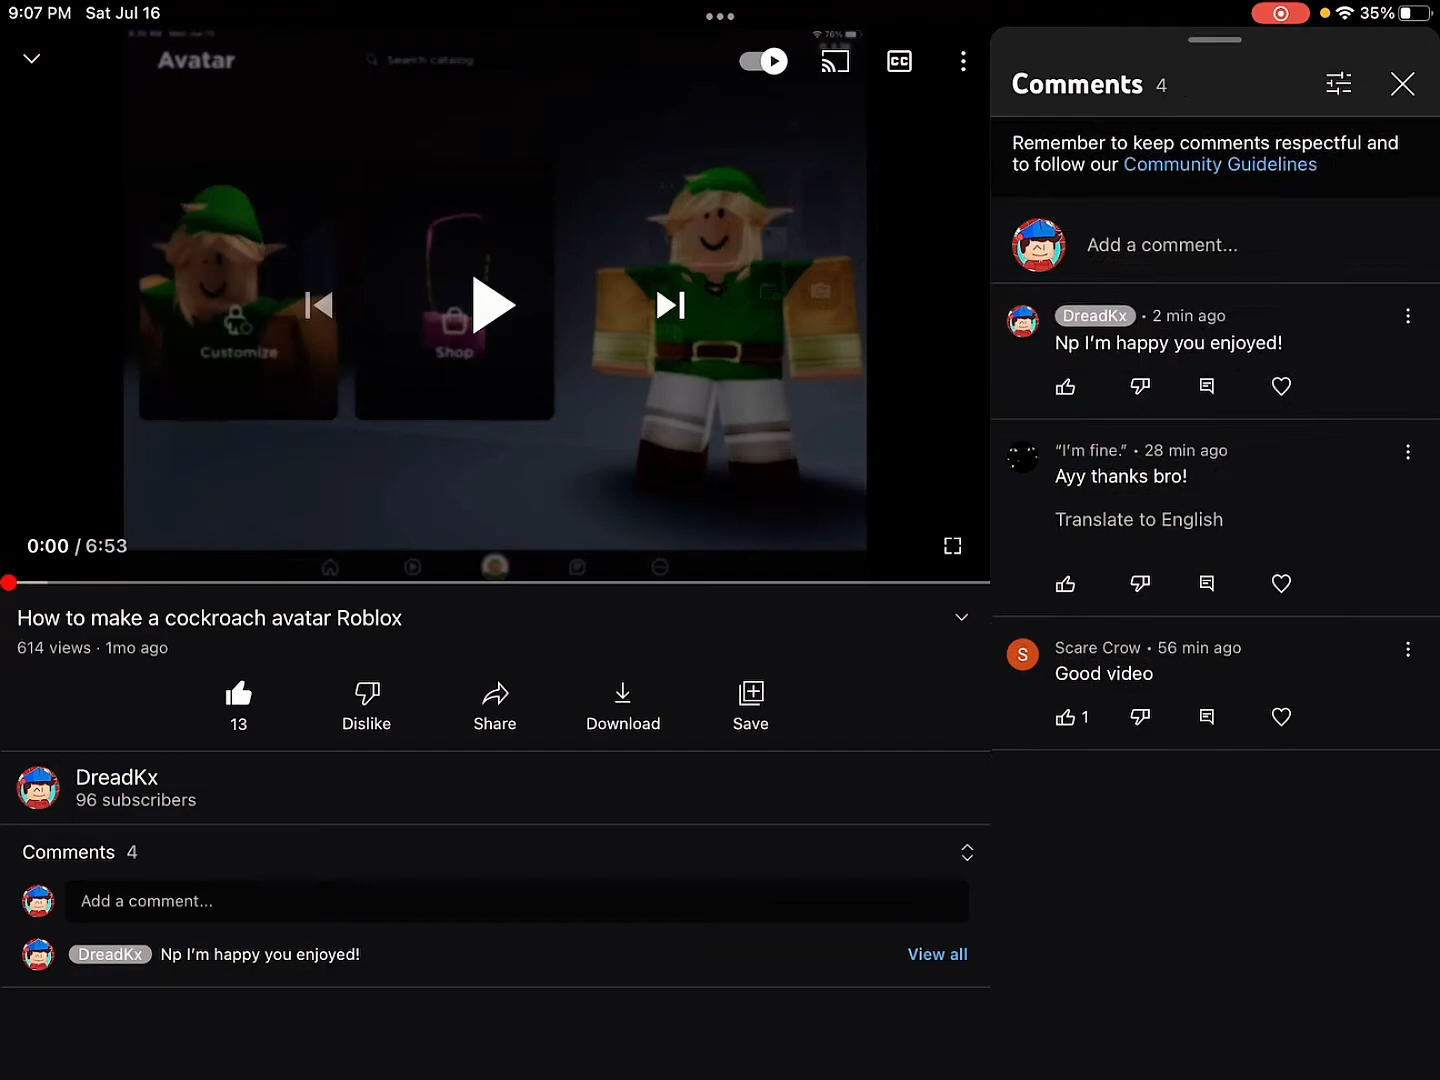 9:07 PM Sat Jul 16
35%
76%
Avatar
Search catalog
CC
Customize
Shop
0:00 / 6:53
How to make a cockroach avatar Roblox
614 views · 1mo ago
13
Dislike
Share
Download
Save
DreadKx
96 subscribers
Comments 4
Add a comment...
DreadKx Np I’m happy you enjoyed!
View all
Comments 4
Remember to keep comments respectful and
to follow our Community Guidelines
Add a comment...
DreadKx · 2 min ago
Np I’m happy you enjoyed!
“I’m fine.” · 28 min ago
Ayy thanks bro!
Translate to English
S
Scare Crow · 56 min ago
Good video
1